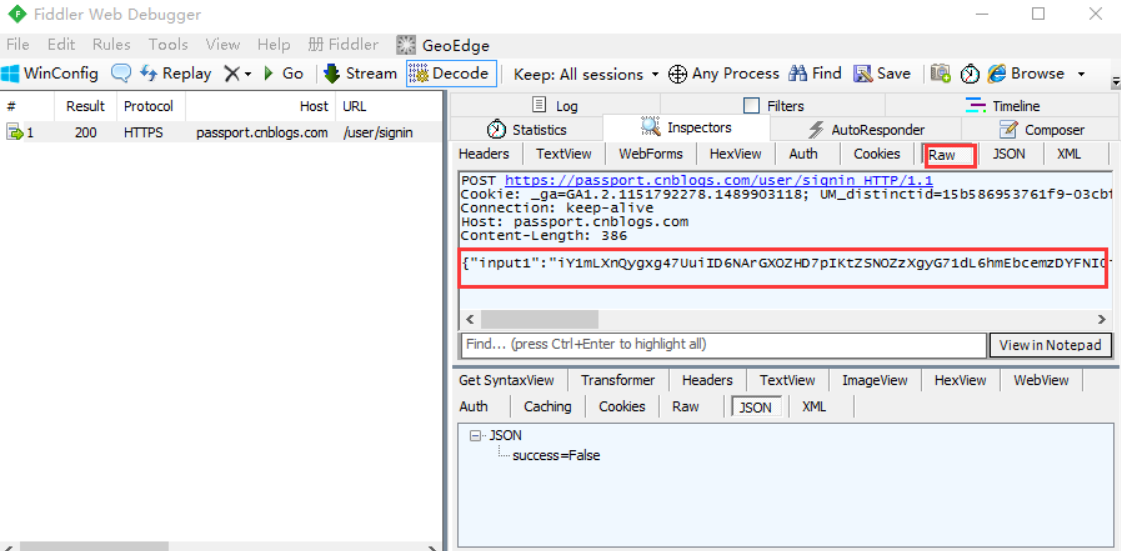 Fiddler Web Debugger
File Edit Rules Tools View Help 册 Fiddler GeoEdge
WinConfig Replay Go Stream Decode Keep: All sessions Any Process Find Save Browse
# Result Protocol Host URL
1 200 HTTPS passport.cnblogs.com /user/signin
Log Filters Timeline
Statistics Inspectors AutoResponder Composer
Headers TextView WebForms HexView Auth Cookies Raw JSON XML
POST https://passport.cnblogs.com/user/signin HTTP/1.1
Cookie: _ga=GA1.2.1151792278.1489903118; UM_distinctid=15b586953761f9-03cb
Connection: keep-alive
Host: passport.cnblogs.com
Content-Length: 386
{"input1":"iY1mLXnQygxg47UuiID6NArGXOZHD7pIKtZSNOZzXgyG71dL6hmEbcemzDYFNI
Find... (press Ctrl+Enter to highlight all) View in Notepad
Get SyntaxView Transformer Headers TextView ImageView HexView WebView
Auth Caching Cookies Raw JSON XML
JSON
success=False